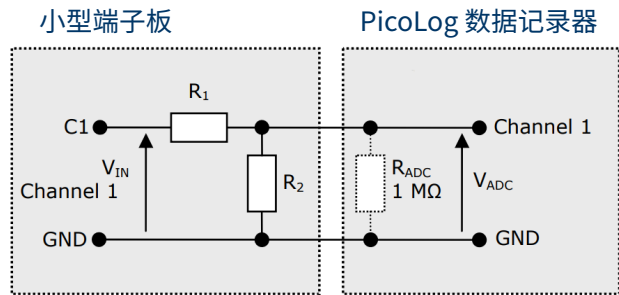 小型端子板
PicoLog 数据记录器
R1
C1
Channel 1
VIN
Channel 1
R2
RADC
1 MΩ
VADC
GND
GND